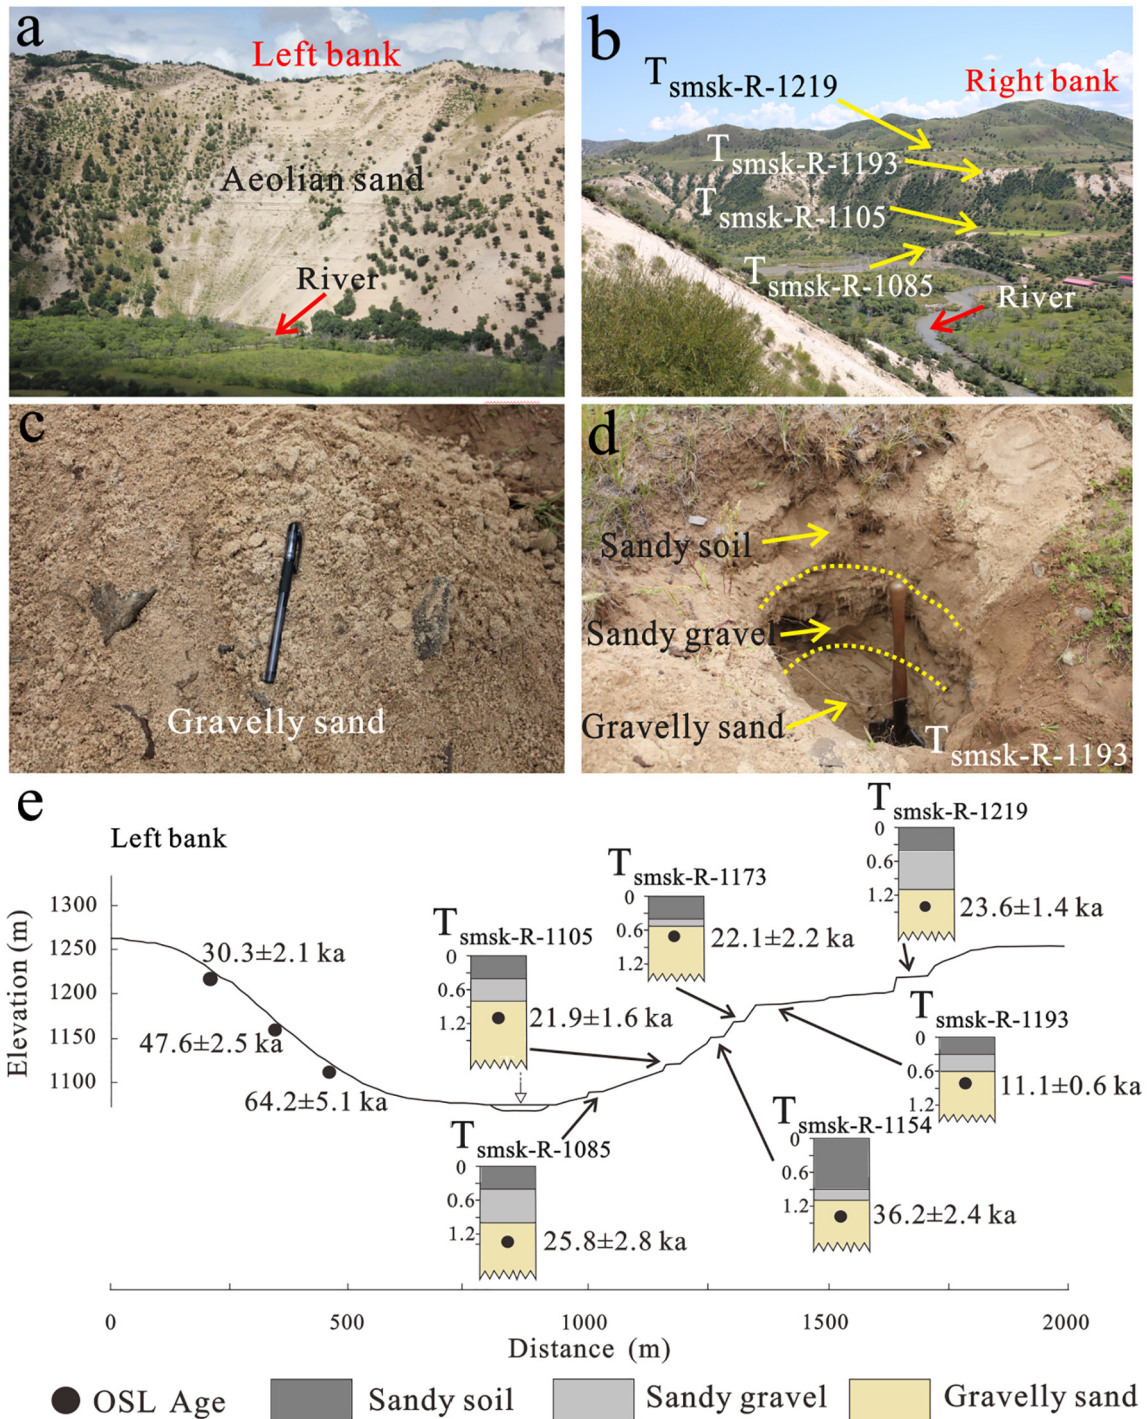 a
Left bank
Aeolian sand
River
b
Tsmsk-R-1219
Right bank
Tsmsk-R-1193
Tsmsk-R-1105
Tsmsk-R-1085
River
c
Gravelly sand
d
Sandy soil
Sandy gravel
Gravelly sand
Tsmsk-R-1193
e
Left bank
Elevation (m)
1300
1250
1200
1150
1100
30.3±2.1 ka
47.6±2.5 ka
64.2±5.1 ka
Tsmsk-R-1105
0
0.6
1.2
21.9±1.6 ka
Tsmsk-R-1085
0
0.6
1.2
25.8±2.8 ka
Tsmsk-R-1173
0
0.6
1.2
22.1±2.2 ka
Tsmsk-R-1219
0
0.6
1.2
23.6±1.4 ka
Tsmsk-R-1193
0
0.6
1.2
11.1±0.6 ka
Tsmsk-R-1154
0
0.6
1.2
36.2±2.4 ka
0 500 1000 1500 2000
Distance (m)
OSL Age Sandy soil Sandy gravel Gravelly sand